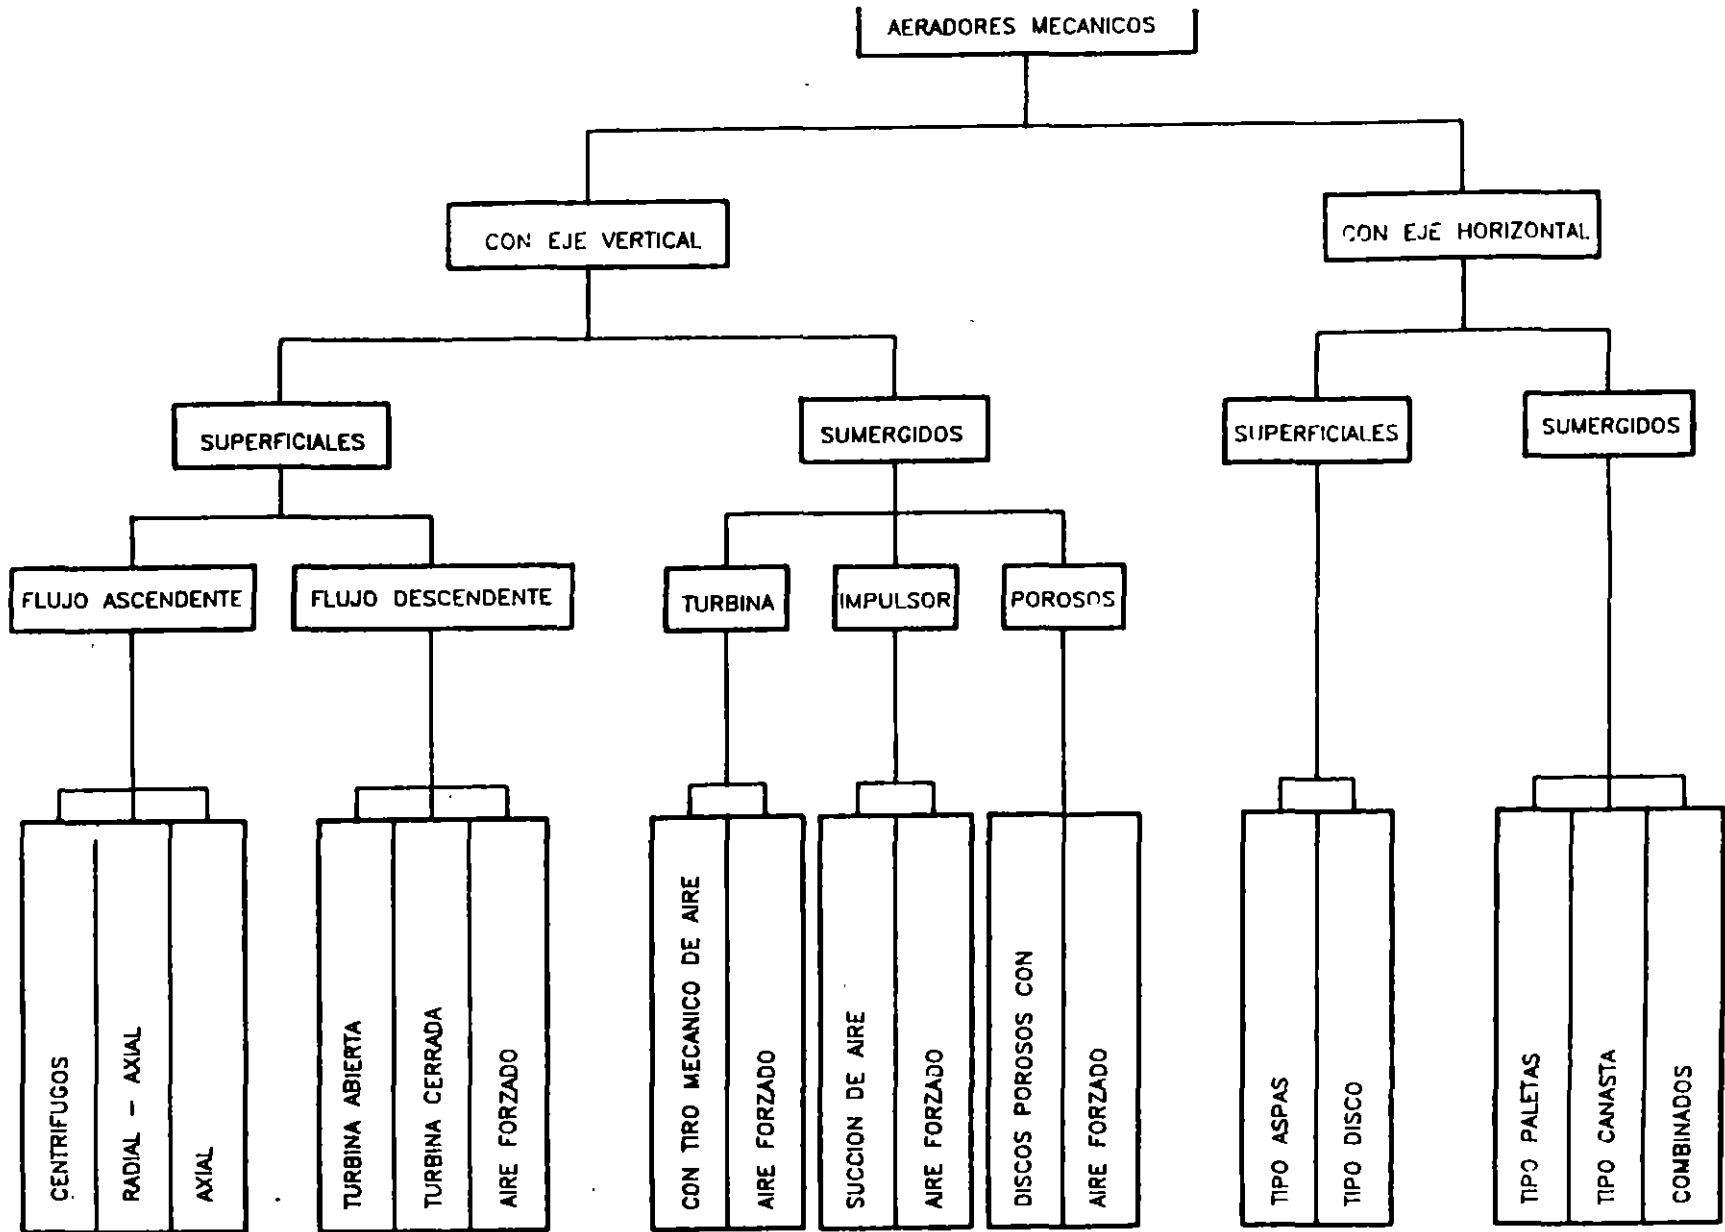 AERADORES MECANICOS
CON EJE VERTICAL
CON EJE HORIZONTAL
SUPERFICIALES
SUMERGIDOS
SUPERFICIALES
SUMERGIDOS
FLUJO ASCENDENTE
FLUJO DESCENDENTE
TURBINA
IMPULSOR
POROSOS
CENTRIFUGOS
RADIAL - AXIAL
AXIAL
TURBINA ABIERTA
TURBINA CERRADA
AIRE FORZADO
CON TIRO MECANICO DE AIRE
AIRE FORZADO
SUCCION DE AIRE
AIRE FORZADO
DISCOS POROSOS CON
AIRE FORZADO
TIPO ASPAS
TIPO DISCO
TIPO PALETAS
TIPO CANASTA
COMBINADOS